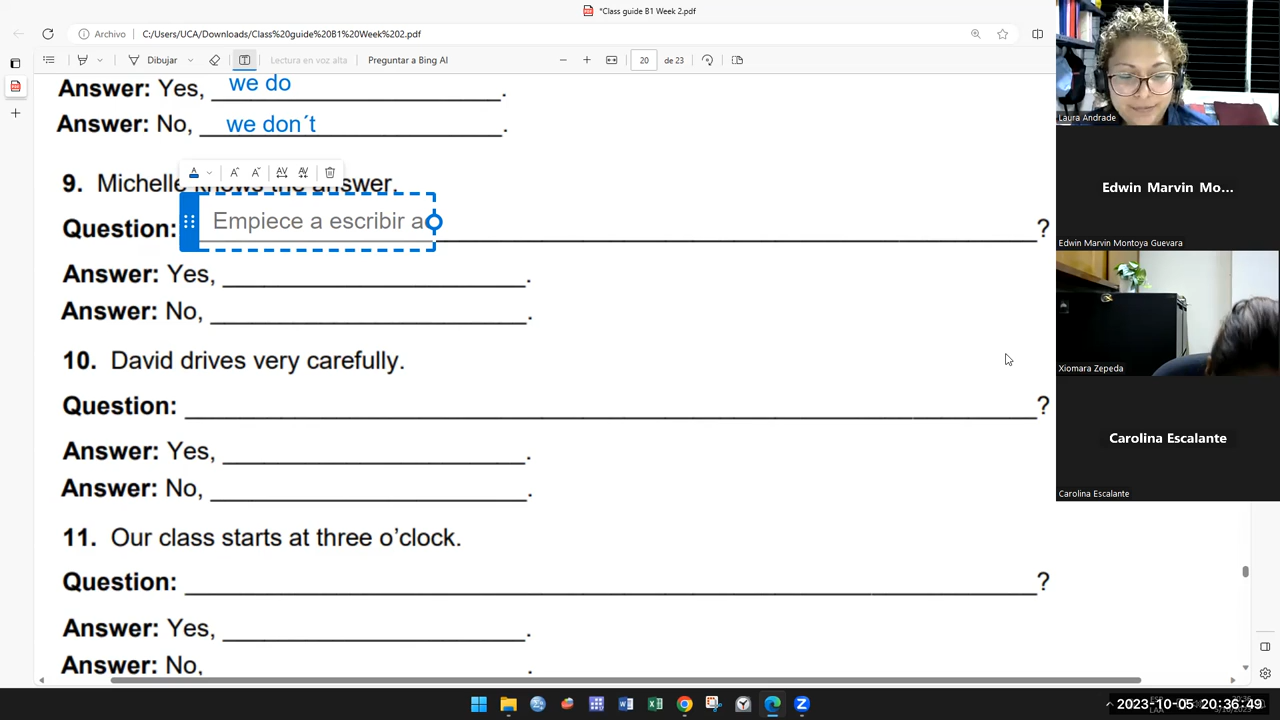 *Class guide B1 Week 2.pdf
Archivo
C:/Users/UCA/Downloads/Class%20guide%20B1%20Week%202.pdf
Dibujar
Lectura en voz alta
Preguntar a Bing AI
20
de 23
Answer: Yes, we do.
Answer: No, we don´t.
9. Michelle knows the answer.
Question: Empiece a escribir a ?
Answer: Yes, .
Answer: No, .
10. David drives very carefully.
Question: ?
Answer: Yes, .
Answer: No, .
11. Our class starts at three o’clock.
Question: ?
Answer: Yes, .
Answer: No, .
Laura Andrade
Edwin Marvin Mo...
Edwin Marvin Montoya Guevara
Xiomara Zepeda
Carolina Escalante
Carolina Escalante
2023-10-05 20:36:49